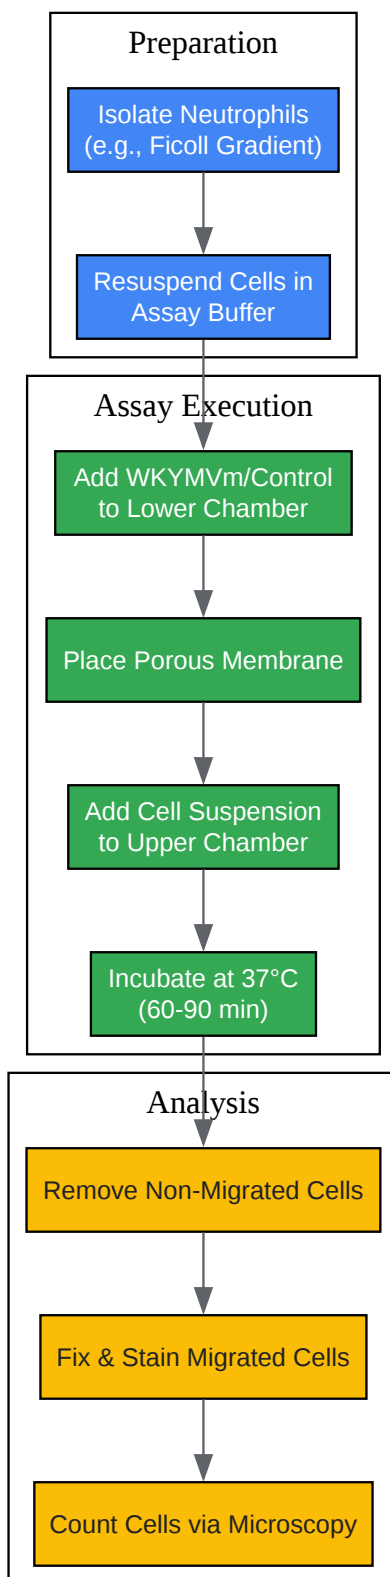 Preparation
Isolate Neutrophils
(e.g., Ficoll Gradient)
Resuspend Cells in
Assay Buffer
Assay Execution
Add WKYMVm/Control
to Lower Chamber
Place Porous Membrane
Add Cell Suspension
to Upper Chamber
Incubate at 37°C
(60-90 min)
Analysis
Remove Non-Migrated Cells
Fix & Stain Migrated Cells
Count Cells via Microscopy